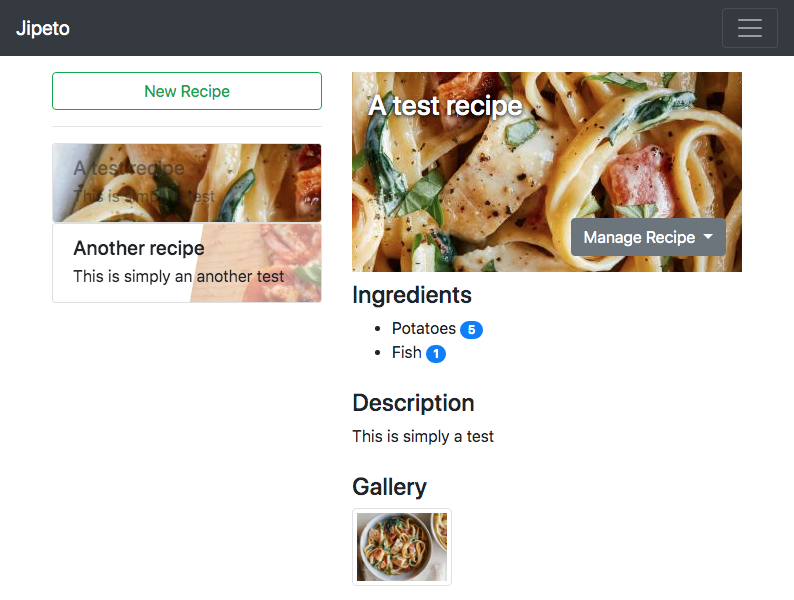 Jipeto
New Recipe
A test recipe
This is simply a test
Another recipe
This is simply an another test
A test recipe
Manage Recipe
Ingredients
Potatoes 5
Fish 1
Description
This is simply a test
Gallery